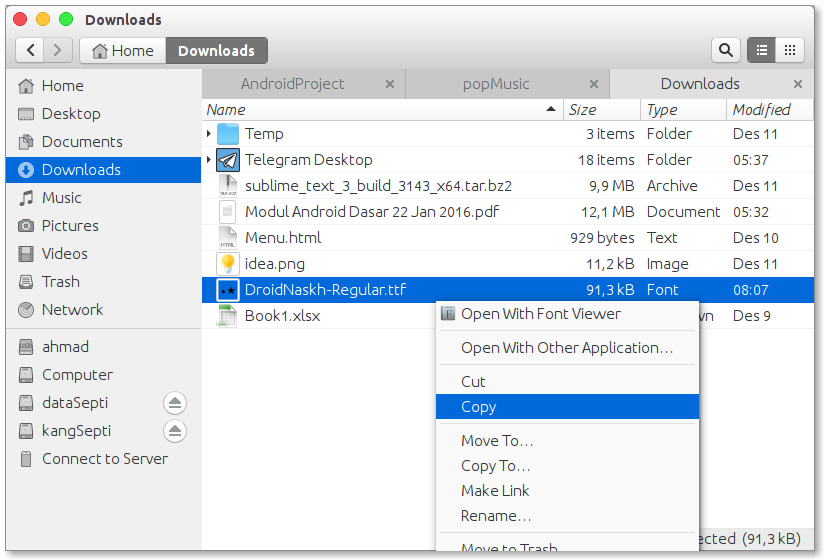 Downloads
Home Downloads
AndroidProject popMusic Downloads
Name Size Type Modified
Temp 3 items Folder Des 11
Telegram Desktop 18 items Folder 05:37
sublime_text_3_build_3143_x64.tar.bz2 9,9 MB Archive Des 11
Modul Android Dasar 22 Jan 2016.pdf 12,1 MB Document 05:32
Menu.html 929 bytes Text Des 10
idea.png 11,2 kB Image Des 11
DroidNaskh-Regular.ttf 91,3 kB Font 08:07
Book1.xlsx Des 9
Home
Desktop
Documents
Downloads
Music
Pictures
Videos
Trash
Network
ahmad
Computer
dataSepti
kangSepti
Connect to Server
Open With Font Viewer
Open With Other Application...
Cut
Copy
Move To...
Copy To...
Make Link
Rename...
Move to Trash
(91,3 kB)